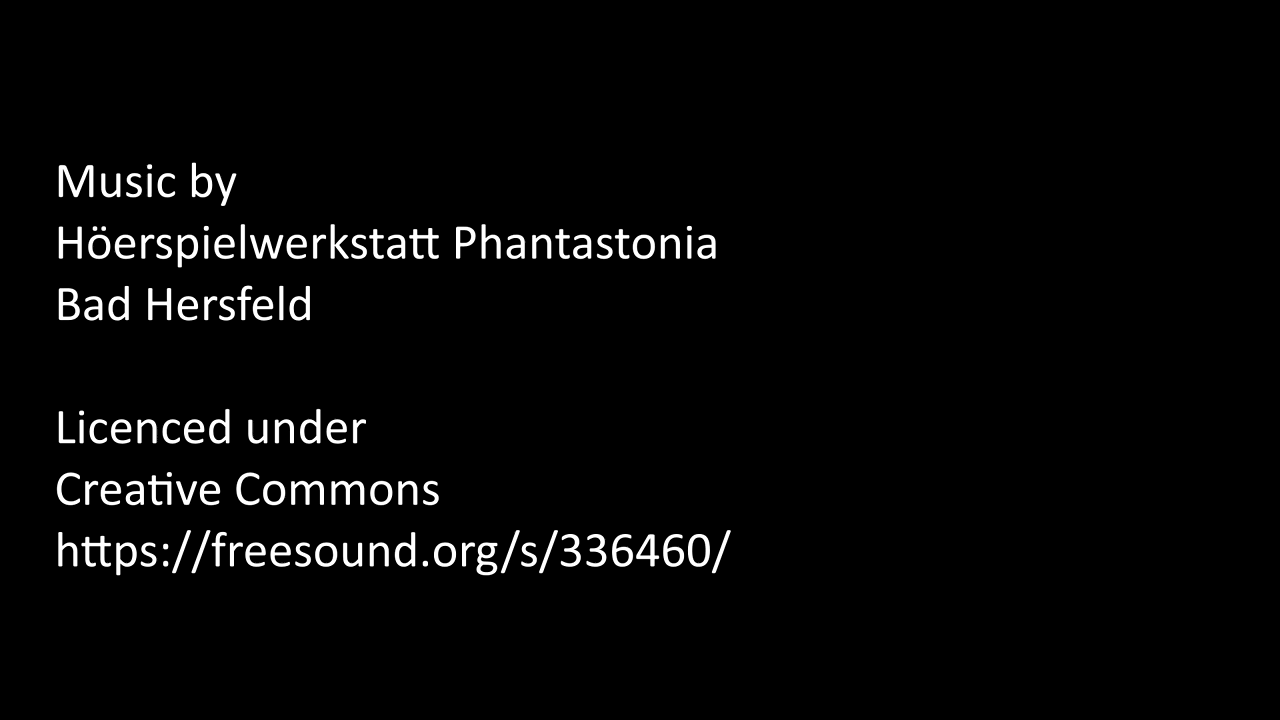 Music by
Höerspielwerkstatt Phantastonia
Bad Hersfeld
Licenced under
Creative Commons
https://freesound.org/s/336460/